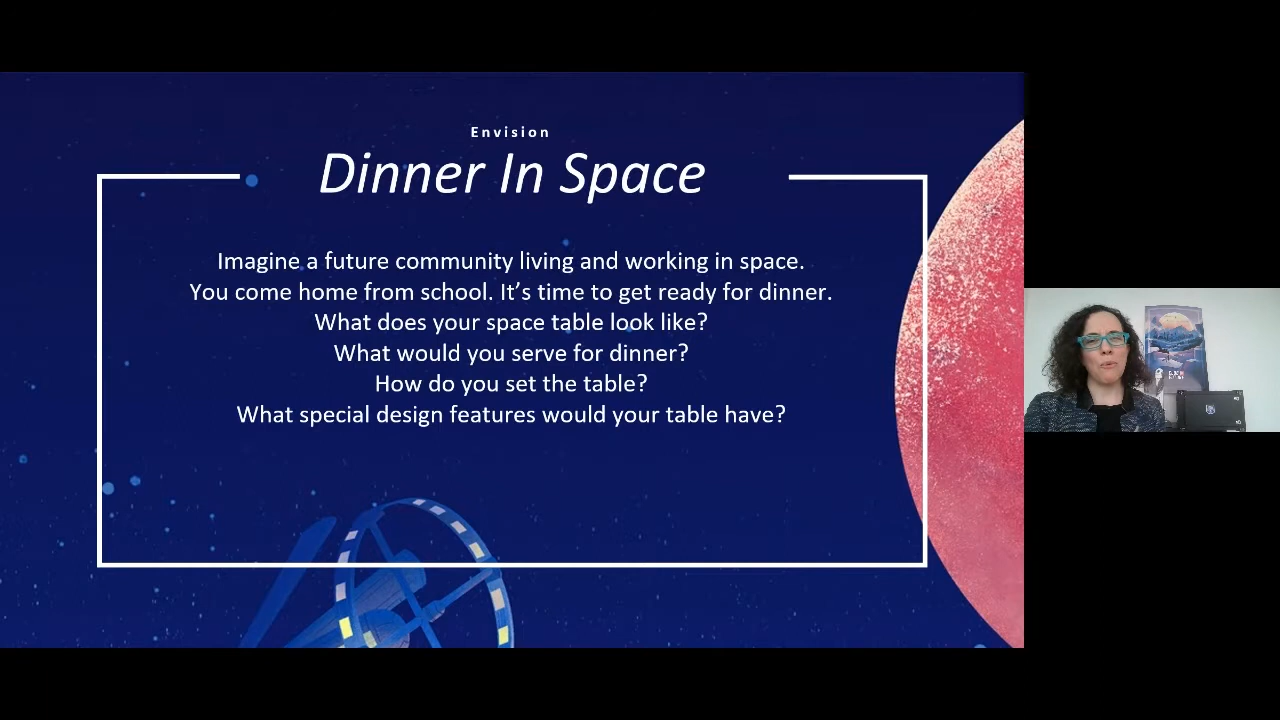 Envision
Dinner In Space
Imagine a future community living and working in space.
You come home from school. It’s time to get ready for dinner.
What does your space table look like?
What would you serve for dinner?
How do you set the table?
What special design features would your table have?